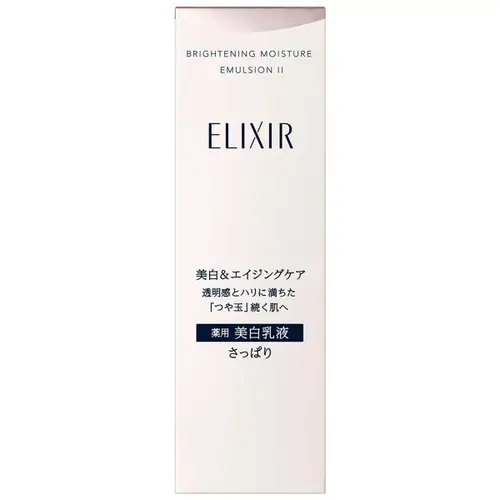 BRIGHTENING MOISTURE
EMULSION II
ELIXIR
美白&エイジングケア
透明感とハリに満ちた
「つや玉」続く肌へ
薬用 美白乳液
さっぱり